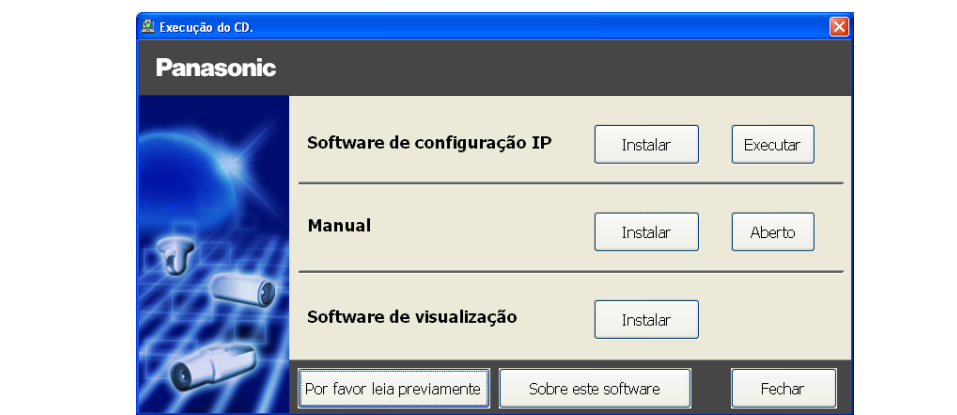 Execução do CD.
Panasonic
Software de configuração IP Instalar Executar
Manual Instalar Aberto
Software de visualização Instalar
Por favor leia previamente Sobre este software Fechar